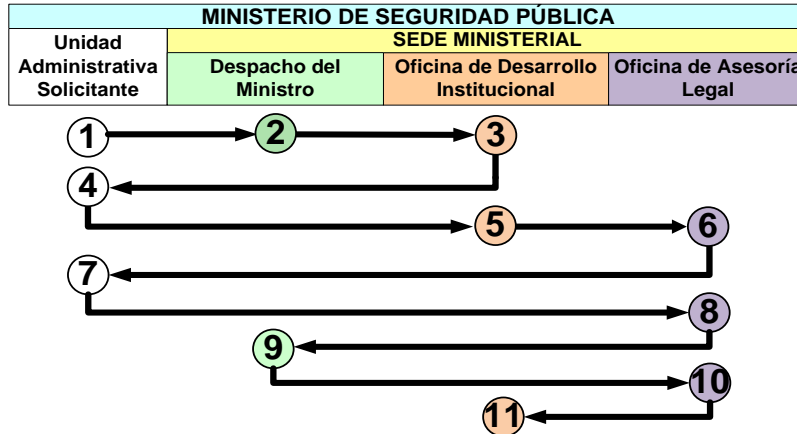 MINISTERIO DE SEGURIDAD PÚBLICA
Unidad Administrativa Solicitante
SEDE MINISTERIAL
Despacho del Ministro
Oficina de Desarrollo Institucional
Oficina de Asesoría Legal
1 2 3
4
5 6
7
8
9
10
11